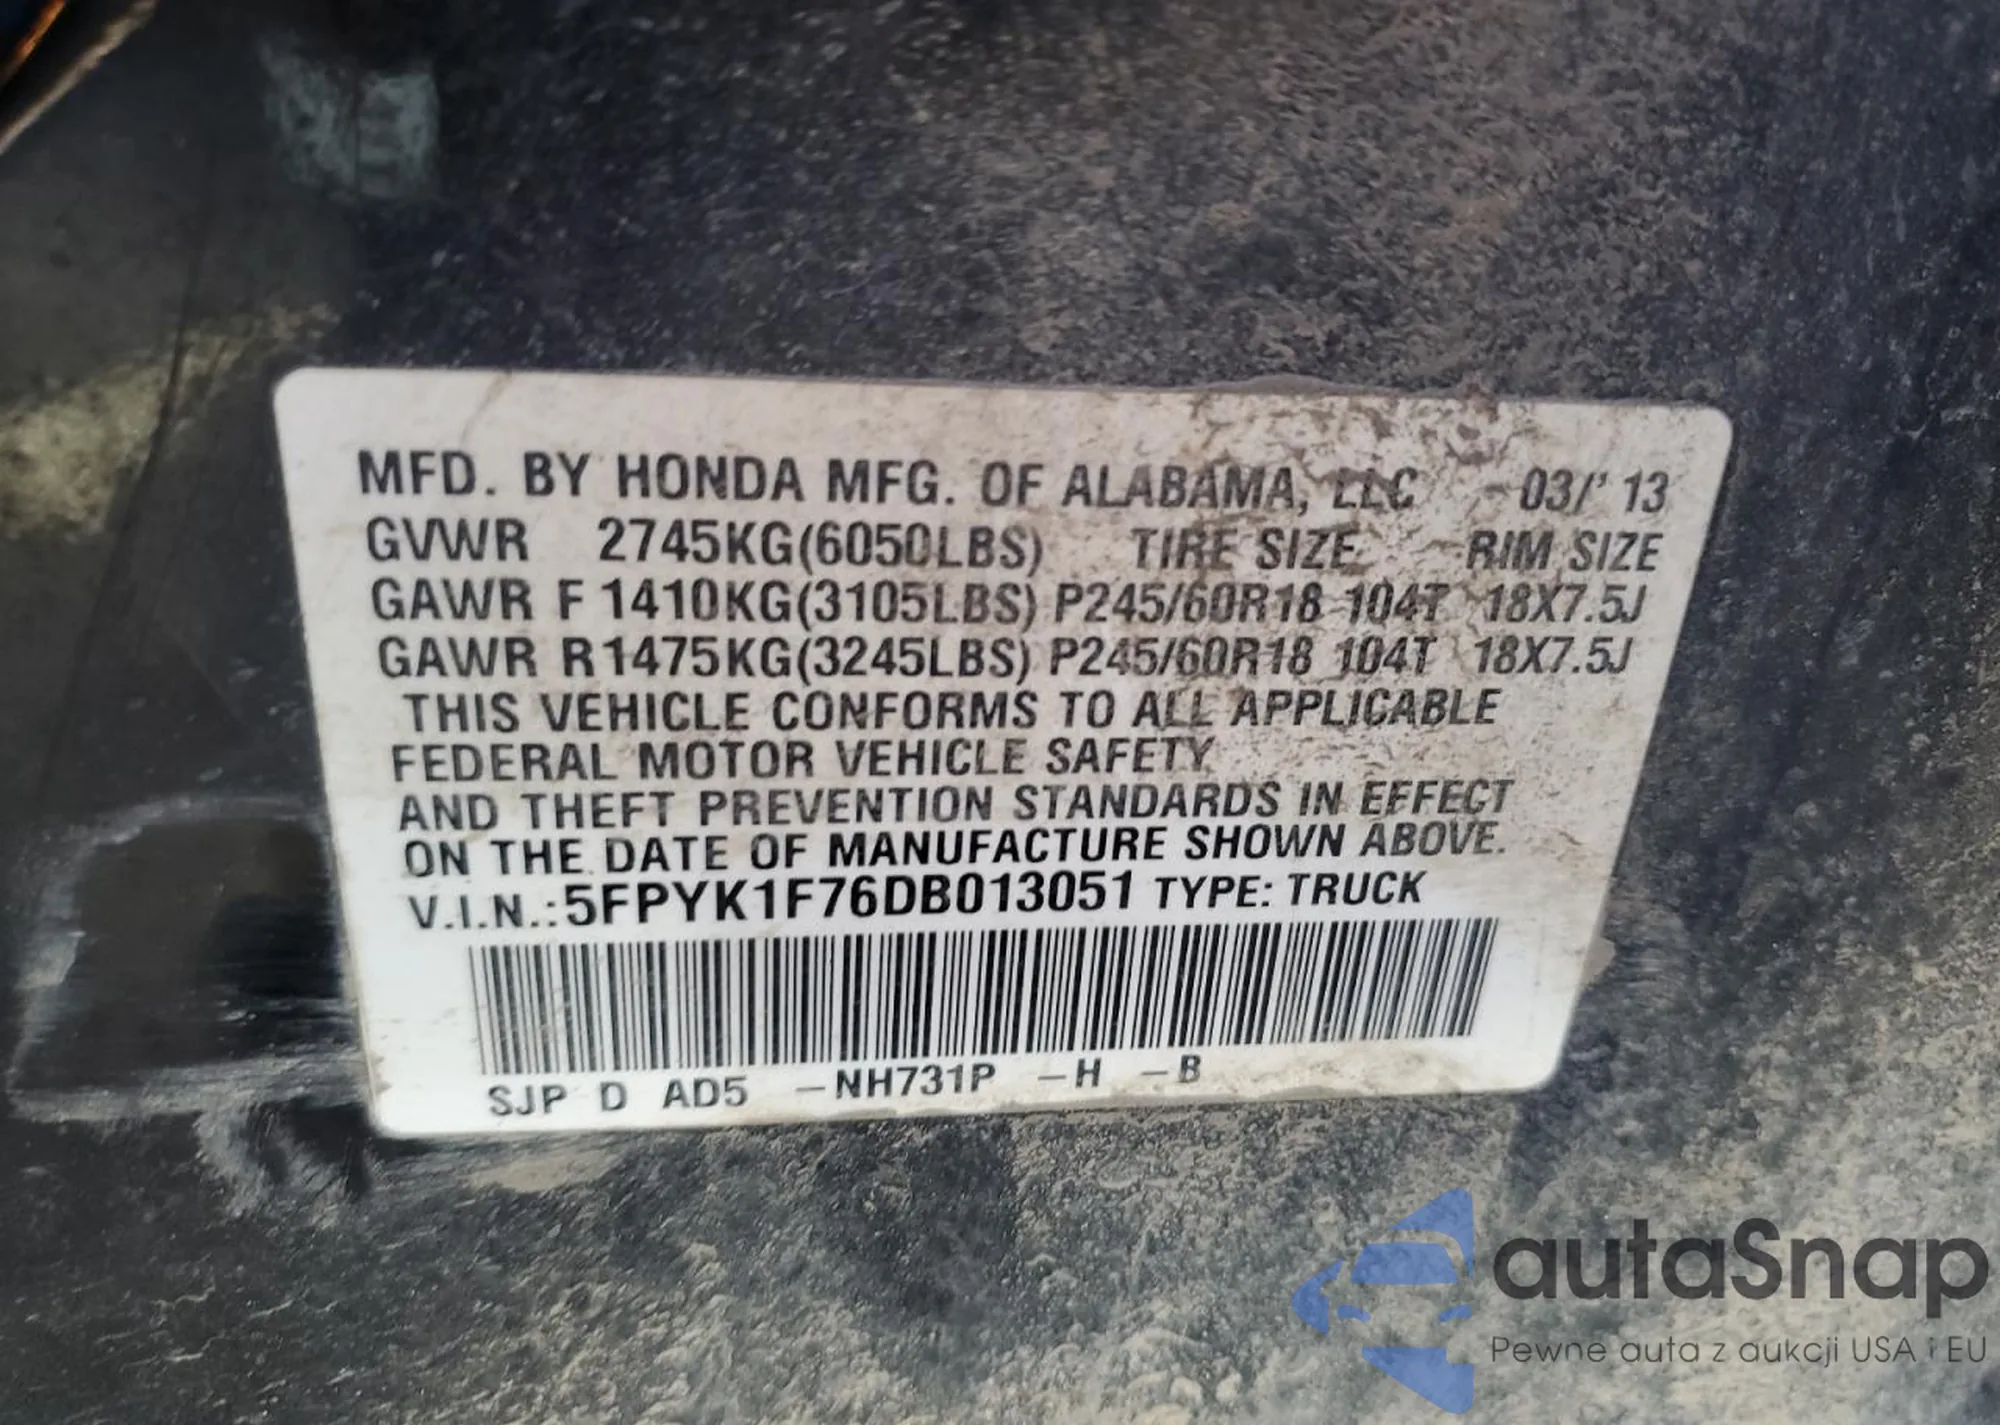 MFD. BY HONDA MFG. OF ALABAMA, LLC 03/'13
GVWR 2745KG(6050LBS) TIRE SIZE RIM SIZE
GAWR F 1410KG(3105LBS) P245/60R18 104T 18X7.5J
GAWR R 1475KG(3245LBS) P245/60R18 104T 18X7.5J
THIS VEHICLE CONFORMS TO ALL APPLICABLE
FEDERAL MOTOR VEHICLE SAFETY
AND THEFT PREVENTION STANDARDS IN EFFECT
ON THE DATE OF MANUFACTURE SHOWN ABOVE.
V.I.N.:5FPYK1F76DB013051 TYPE: TRUCK
SJP D AD5 -NH731P -H -B
autaSnap
Pewne auta z aukcji USA i EU